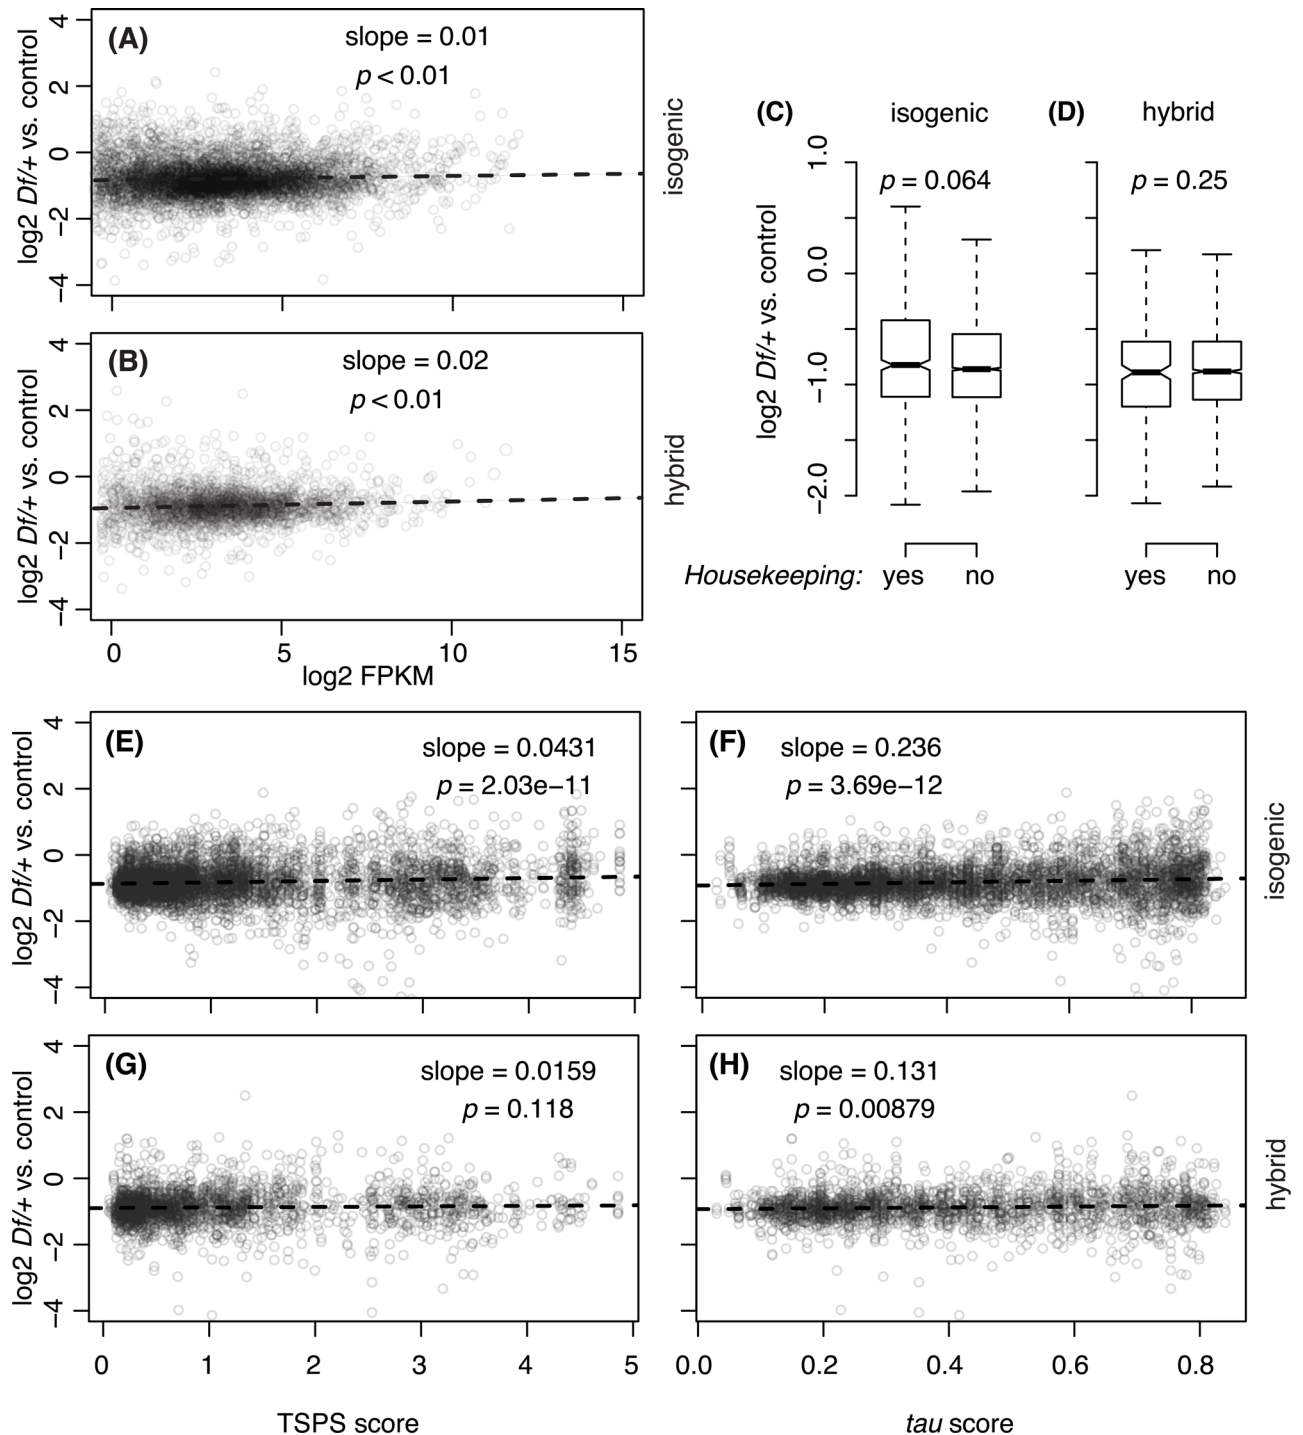 (A)
slope = 0.01
p < 0.01
log2 Df/+ vs. control
4
2
0
−2
−4
isogenic
(B)
slope = 0.02
p < 0.01
log2 Df/+ vs. control
4
2
0
−2
−4
hybrid
0 5 10 15
log2 FPKM
(C) isogenic
p = 0.064
log2 Df/+ vs. control
1.0
0.0
−1.0
−2.0
(D) hybrid
p = 0.25
Housekeeping: yes no yes no
(E)
slope = 0.0431
p = 2.03e−11
log2 Df/+ vs. control
4
2
0
−2
−4
(F)
slope = 0.236
p = 3.69e−12
isogenic
(G)
slope = 0.0159
p = 0.118
log2 Df/+ vs. control
4
2
0
−2
−4
0 1 2 3 4 5
TSPS score
(H)
slope = 0.131
p = 0.00879
hybrid
0.0 0.2 0.4 0.6 0.8
tau score